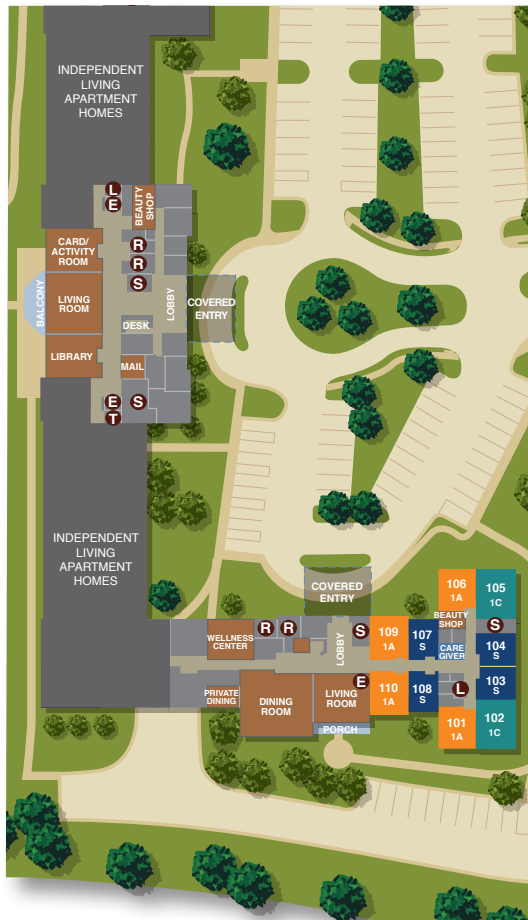 INDEPENDENT
LIVING
APARTMENT
HOMES
L
E
BEAUTY
SHOP
CARD/
ACTIVITY
ROOM
R
R
S
BALCONY
LIVING
ROOM
LOBBY
COVERED
ENTRY
DESK
LIBRARY
MAIL
E
S
T
INDEPENDENT
LIVING
APARTMENT
HOMES
COVERED
ENTRY
106
1A
105
1C
BEAUTY
SHOP
S
WELLNESS
CENTER
R
R
LOBBY
S
109
1A
107
S
CARE
GIVER
104
S
PRIVATE
DINING
DINING
ROOM
LIVING
ROOM
E
110
1A
108
S
L
103
S
PORCH
101
1A
102
1C